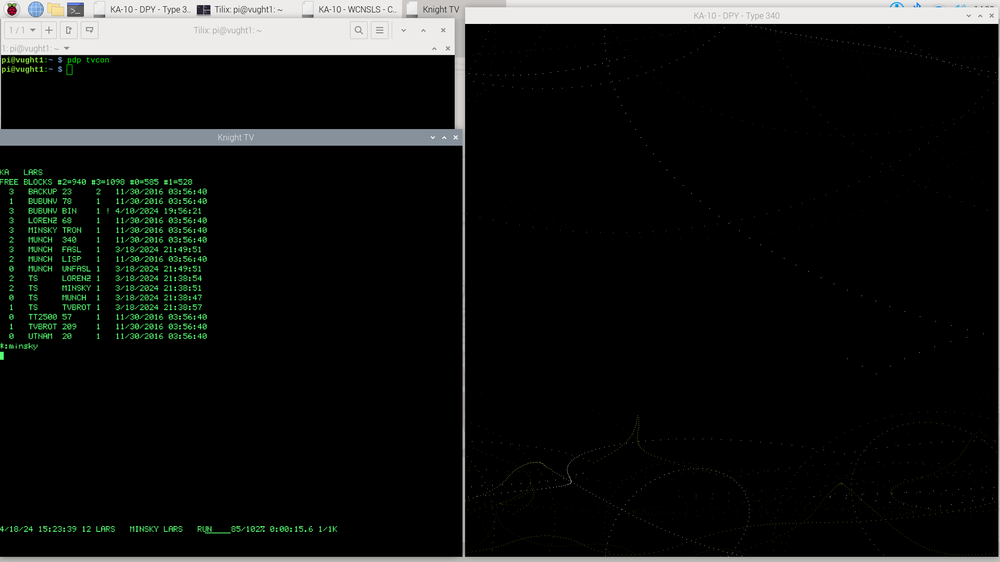 KA-10 - DPY - Type 3..
Tilix: pi@vught1: ~
KA-10 - WCNSLS - C..
Knight TV
KA-10 - DPY - Type 340
1 / 1
Tilix: pi@vught1: ~
1: pi@vught1: ~
pi@vught1:~ $ pdp tvcon
pi@vught1:~ $
Knight TV
KA   LARS
FREE BLOCKS #2=940 #3=1098 #0=585 #1=528
3   BACKUP 23     2   11/30/2016 03:56:40
1   BUBUNV 78     1   11/30/2016 03:56:40
3   BUBUNV BIN    1 ! 4/10/2024 19:56:21
3   LORENZ 68     1   11/30/2016 03:56:40
3   MINSKY TRON   1   11/30/2016 03:56:40
2   MUNCH  340    1   11/30/2016 03:56:40
3   MUNCH  FASL   1   3/18/2024 21:49:51
2   MUNCH  LISP   1   11/30/2016 03:56:40
0   MUNCH  UNFASL 1   3/18/2024 21:49:51
2   TS     LORENZ 1   3/18/2024 21:38:54
2   TS     MINSKY 1   3/18/2024 21:38:51
0   TS     MUNCH  1   3/18/2024 21:38:47
1   TS     TVBROT 1   3/18/2024 21:38:57
0   TT2500 57     1   11/30/2016 03:56:40
1   TVBROT 209    1   11/30/2016 03:56:40
0   UTNAM  20     1   11/30/2016 03:56:40
*:minsky
4/18/24 15:23:39 12 LARS   MINSKY LARS   RUN    85/102% 0:00:15.6 1/1K